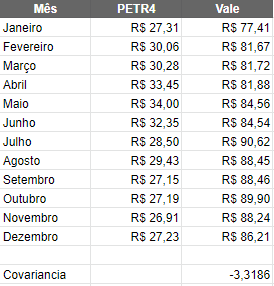 Mês PETR4 Vale
Janeiro R$ 27,31 R$ 77,41
Fevereiro R$ 30,06 R$ 81,67
Março R$ 30,28 R$ 81,72
Abril R$ 33,45 R$ 81,88
Maio R$ 34,00 R$ 84,56
Junho R$ 32,35 R$ 84,54
Julho R$ 28,50 R$ 90,62
Agosto R$ 29,43 R$ 88,45
Setembro R$ 27,15 R$ 88,46
Outubro R$ 27,19 R$ 89,90
Novembro R$ 26,91 R$ 88,24
Dezembro R$ 27,23 R$ 86,21
Covariancia -3,3186